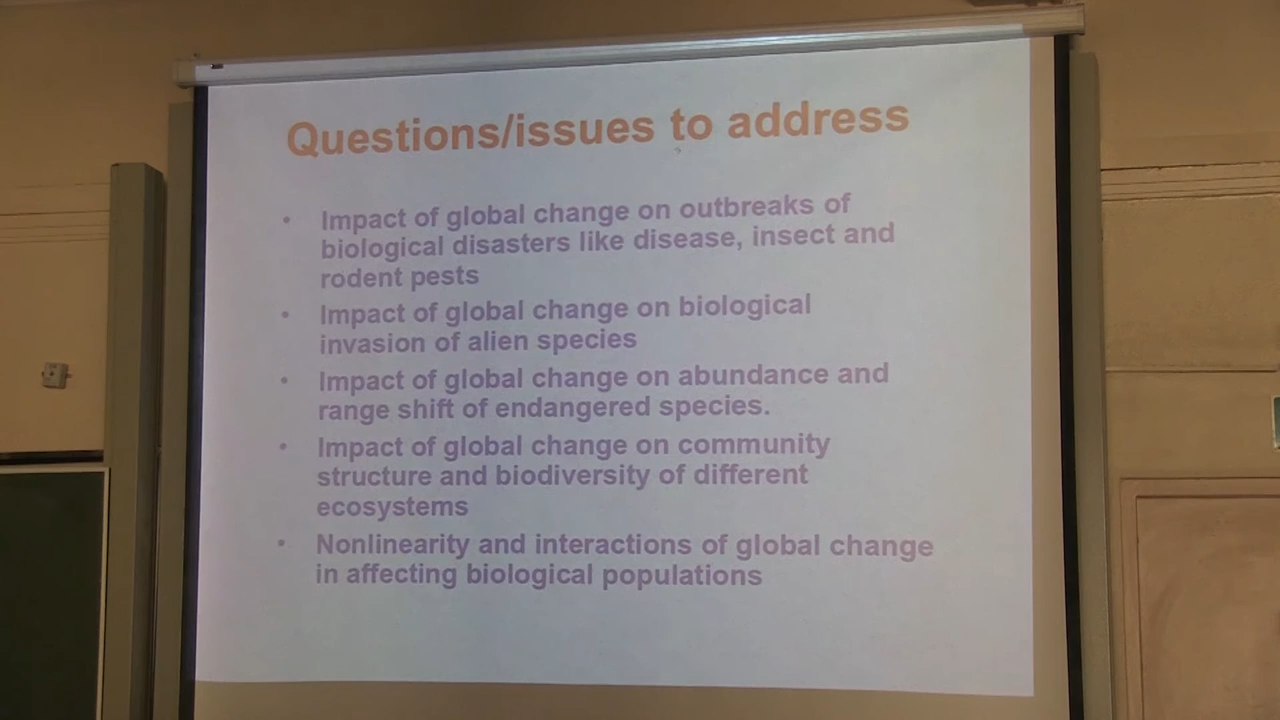 Questions/issues to address
• Impact of global change on outbreaks of
biological disasters like disease, insect and
rodent pests
• Impact of global change on biological
invasion of alien species
• Impact of global change on abundance and
range shift of endangered species.
• Impact of global change on community
structure and biodiversity of different
ecosystems
• Nonlinearity and interactions of global change
in affecting biological populations